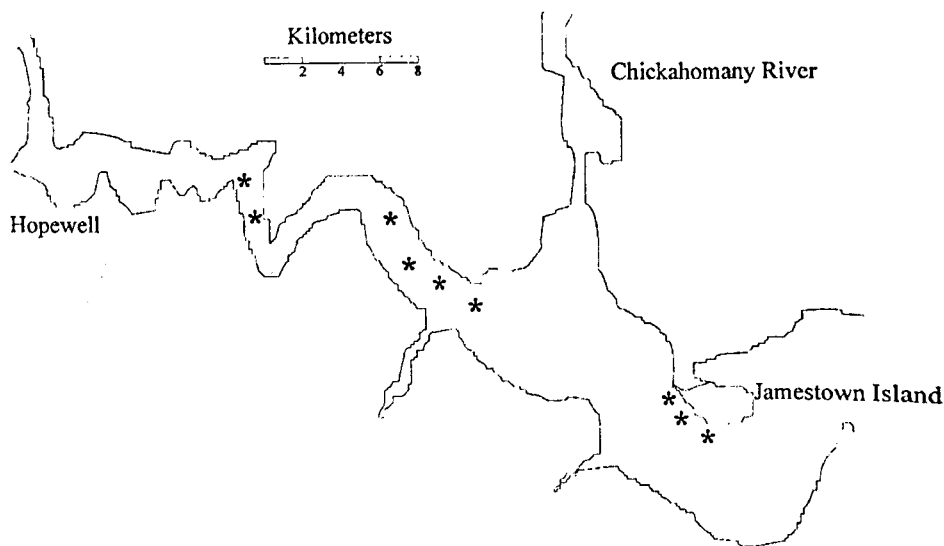 Kilometers
2 4 6 8
Chickahomany River
Hopewell
Jamestown Island